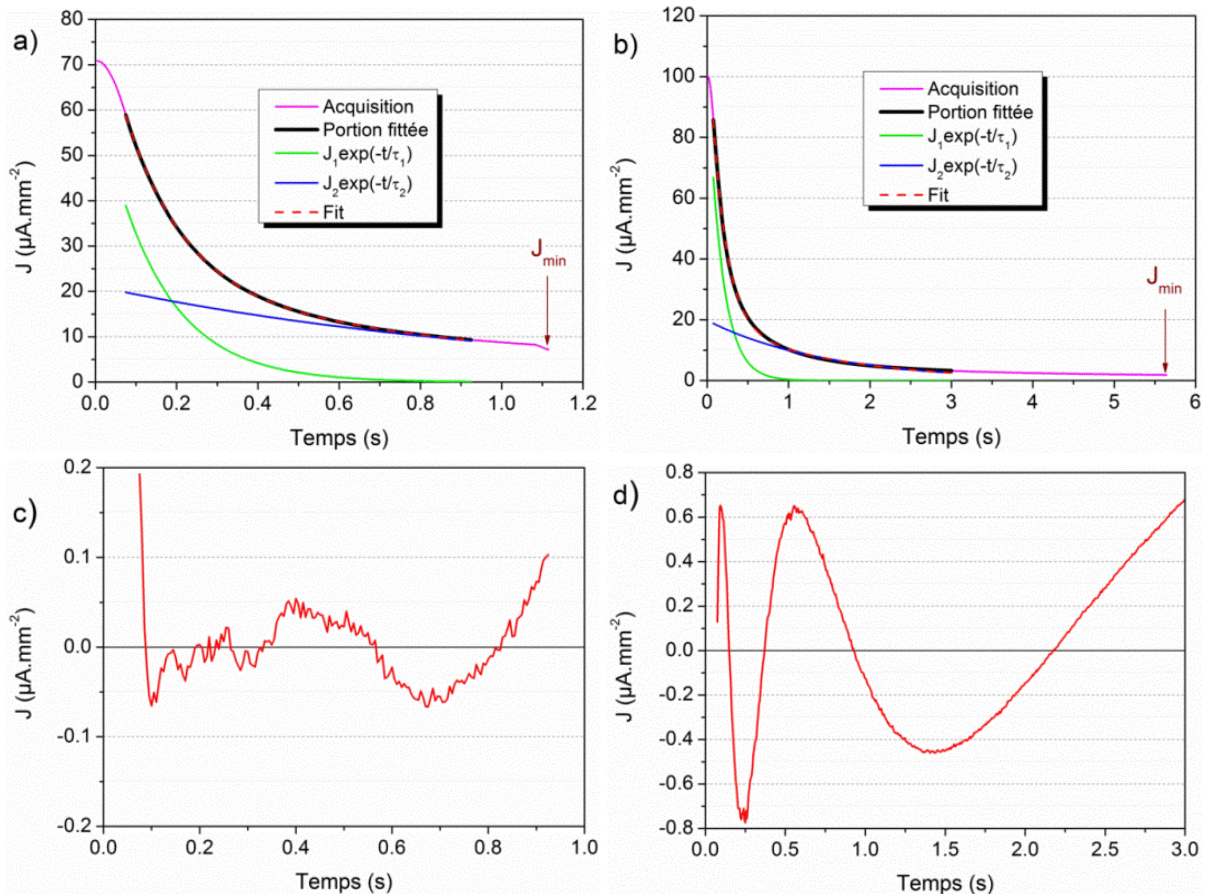 a)
80
70
60
50
40
30
20
10
0
J (µA.mm⁻²)
Acquisition
Portion fittée
J₁exp(-t/τ₁)
J₂exp(-t/τ₂)
Fit
J_min
0.0 0.2 0.4 0.6 0.8 1.0 1.2
Temps (s)
b)
120
100
80
60
40
20
0
J (µA.mm⁻²)
Acquisition
Portion fittée
J₁exp(-t/τ₁)
J₂exp(-t/τ₂)
Fit
J_min
0 1 2 3 4 5 6
Temps (s)
c)
0.2
0.1
0.0
-0.1
-0.2
J (µA.mm⁻²)
0.0 0.2 0.4 0.6 0.8 1.0
Temps (s)
d)
0.8
0.6
0.4
0.2
0.0
-0.2
-0.4
-0.6
-0.8
J (µA.mm⁻²)
0.0 0.5 1.0 1.5 2.0 2.5 3.0
Temps (s)